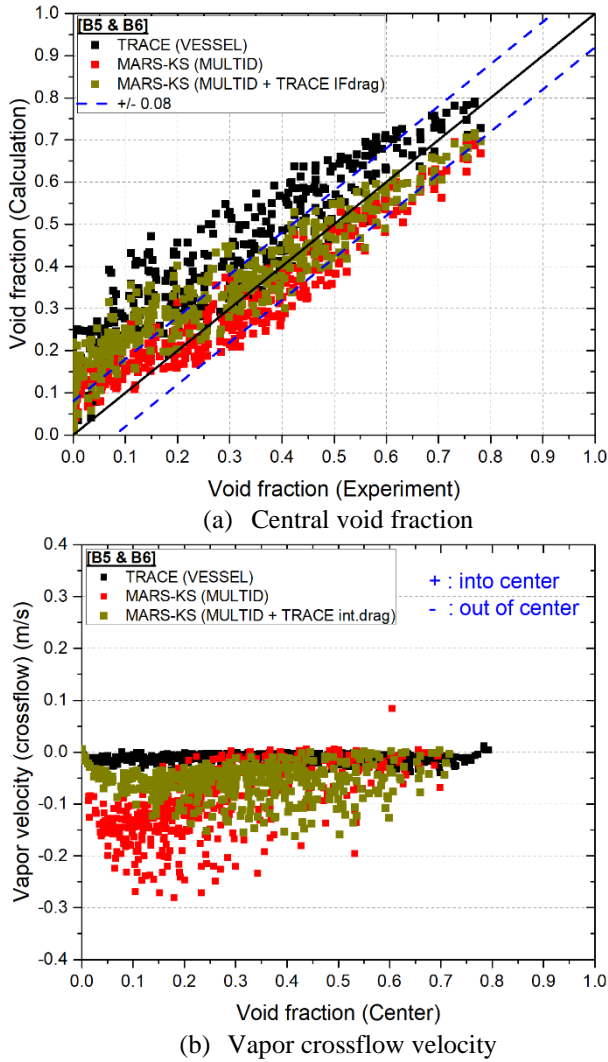 [B5 & B6]
TRACE (VESSEL)
MARS-KS (MULTID)
MARS-KS (MULTID + TRACE IFdrag)
+/- 0.08
1.0
0.9
0.8
0.7
0.6
0.5
0.4
0.3
0.2
0.1
0.0
Void fraction (Calculation)
0.0 0.1 0.2 0.3 0.4 0.5 0.6 0.7 0.8 0.9 1.0
Void fraction (Experiment)
(a) Central void fraction
[B5 & B6]
TRACE (VESSEL)
MARS-KS (MULTID)
MARS-KS (MULTID + TRACE int.drag)
+ : into center
- : out of center
0.4
0.3
0.2
0.1
0.0
-0.1
-0.2
-0.3
-0.4
Vapor velocity (crossflow) (m/s)
0.0 0.1 0.2 0.3 0.4 0.5 0.6 0.7 0.8 0.9 1.0
Void fraction (Center)
(b) Vapor crossflow velocity